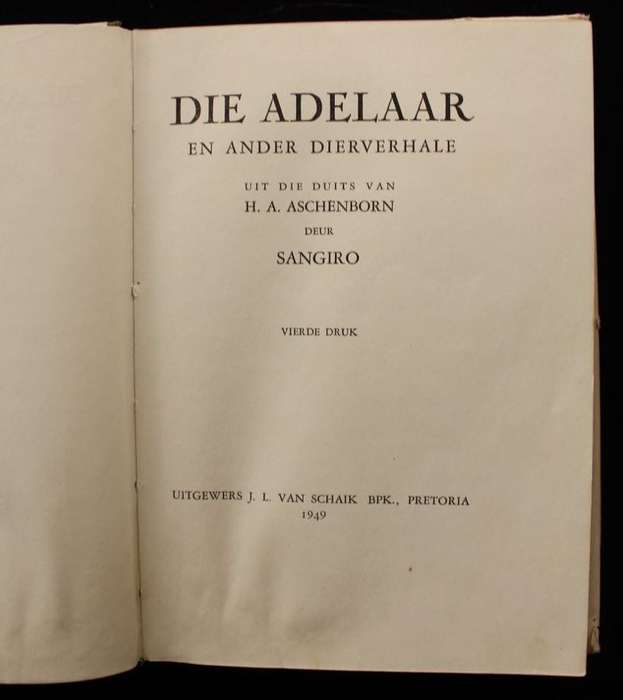 DIE ADELAAR
EN ANDER DIERVERHALE
UIT DIE DUITS VAN
H. A. ASCHENBORN
DEUR
SANGIRO
VIERDE DRUK
UITGEWERS J. L. VAN SCHAIK BPK., PRETORIA
1949